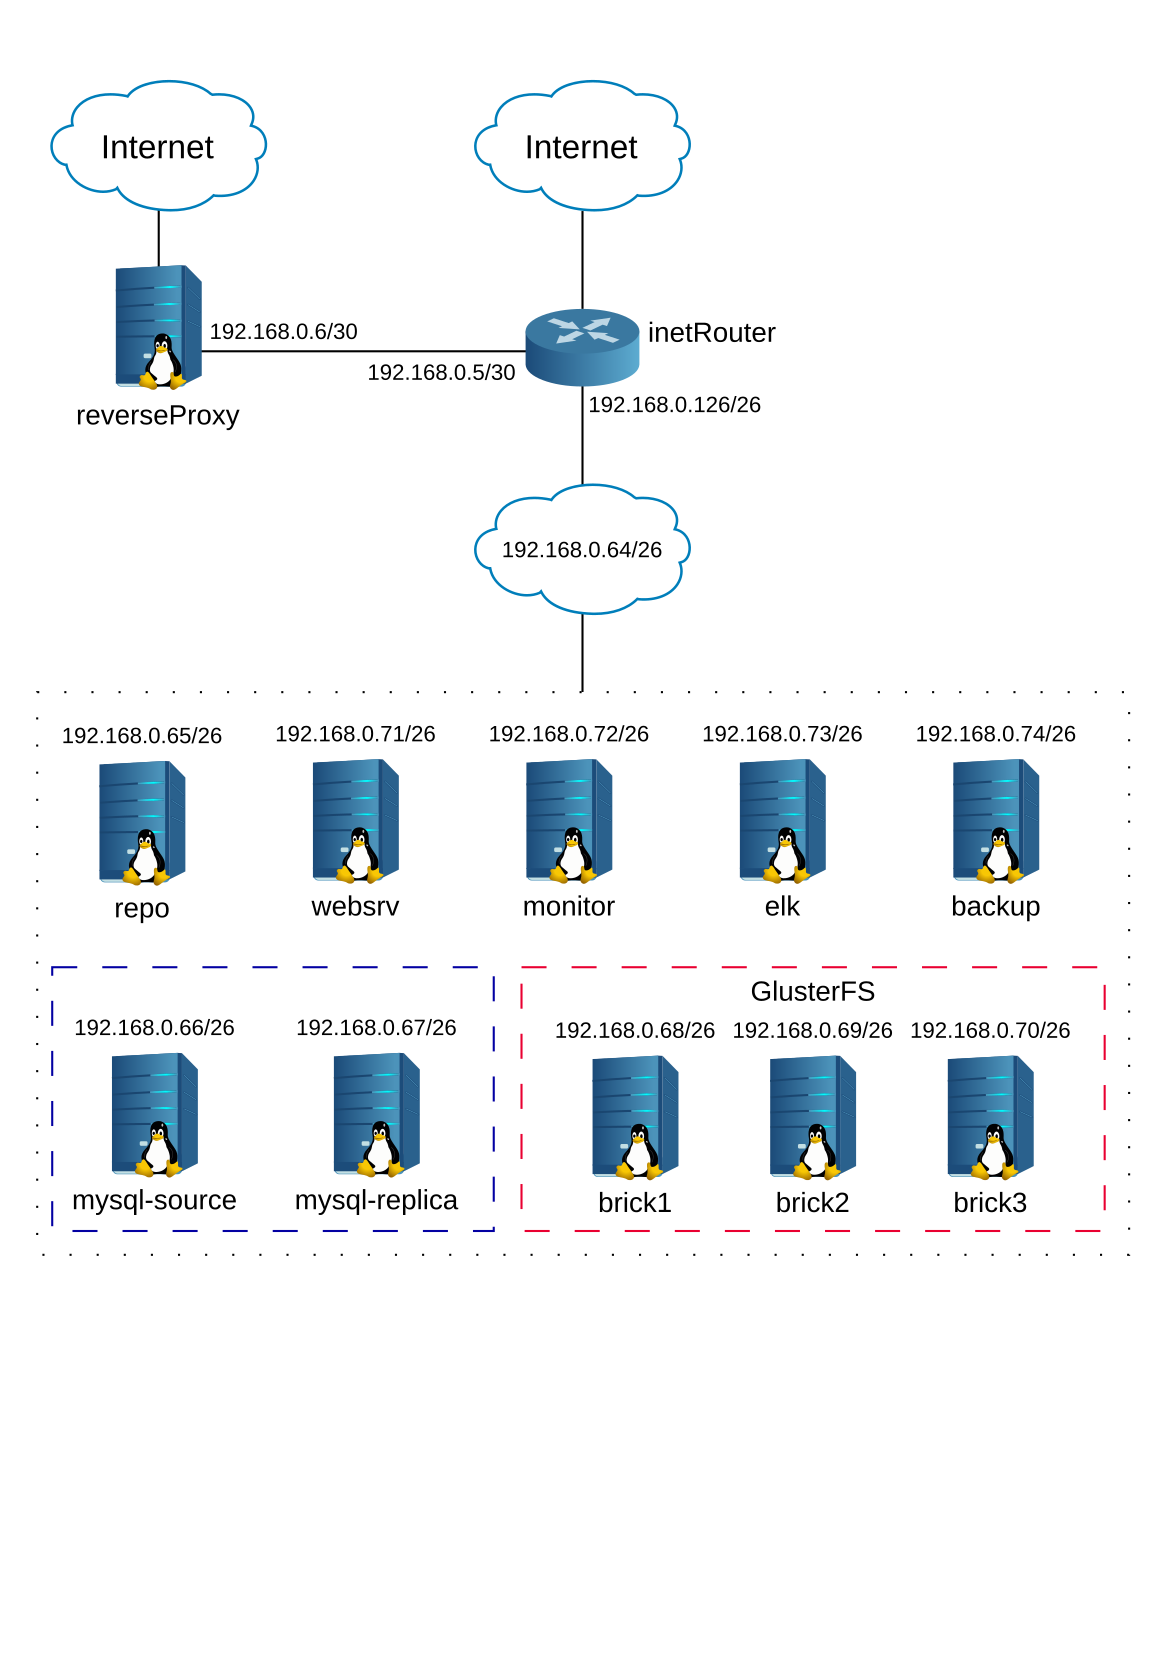 Internet
Internet
192.168.0.6/30
inetRouter
192.168.0.5/30
192.168.0.126/26
reverseProxy
192.168.0.64/26
192.168.0.65/26
192.168.0.71/26
192.168.0.72/26
192.168.0.73/26
192.168.0.74/26
repo
websrv
monitor
elk
backup
GlusterFS
192.168.0.66/26
192.168.0.67/26
192.168.0.68/26
192.168.0.69/26
192.168.0.70/26
mysql-source
mysql-replica
brick1
brick2
brick3